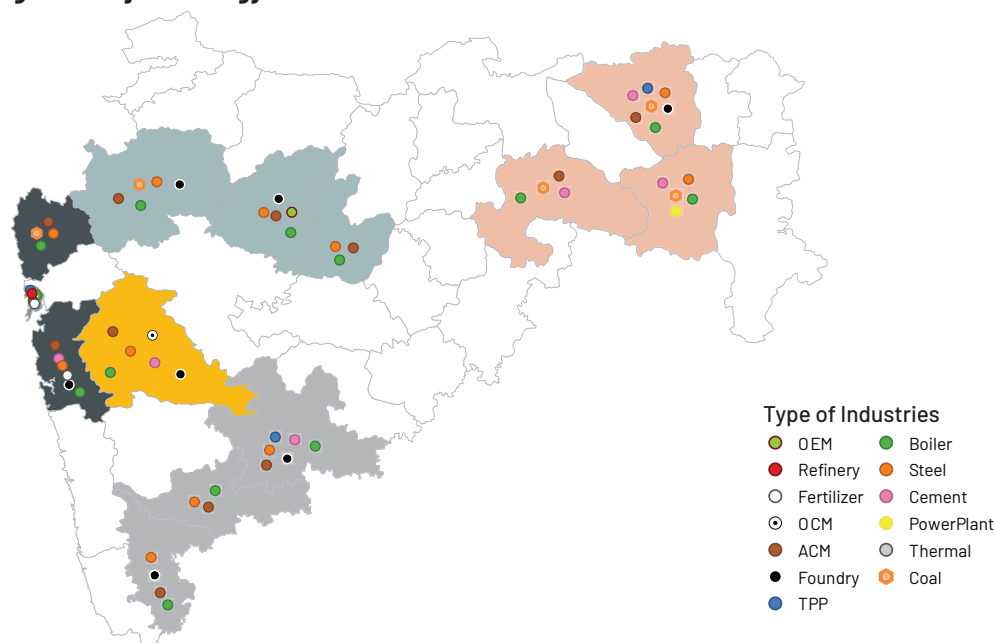 Type of Industries
OEM
Refinery
Fertilizer
OCM
ACM
Foundry
TPP
Boiler
Steel
Cement
PowerPlant
Thermal
Coal